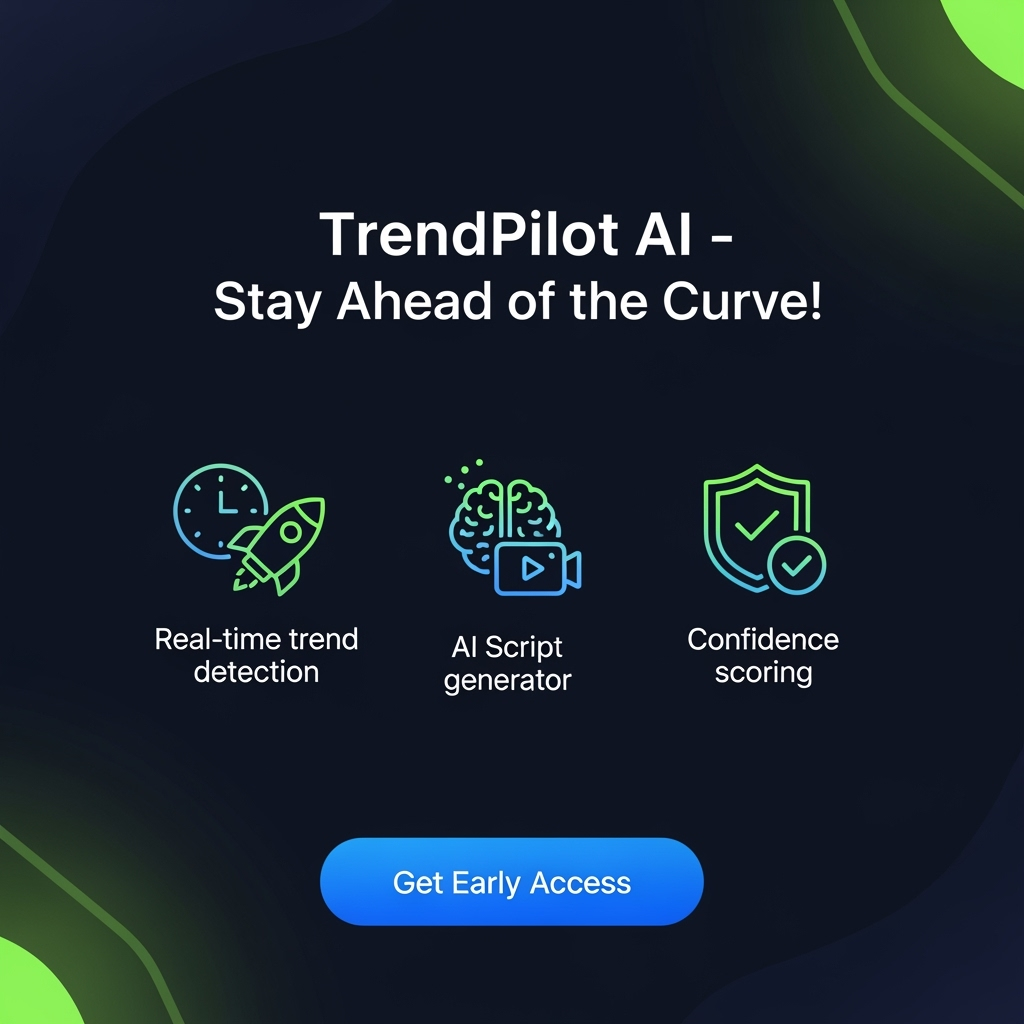 TrendPilot AI -
Stay Ahead of the Curve!
Real-time trend
detection
AI Script
generator
Confidence
scoring
Get Early Access